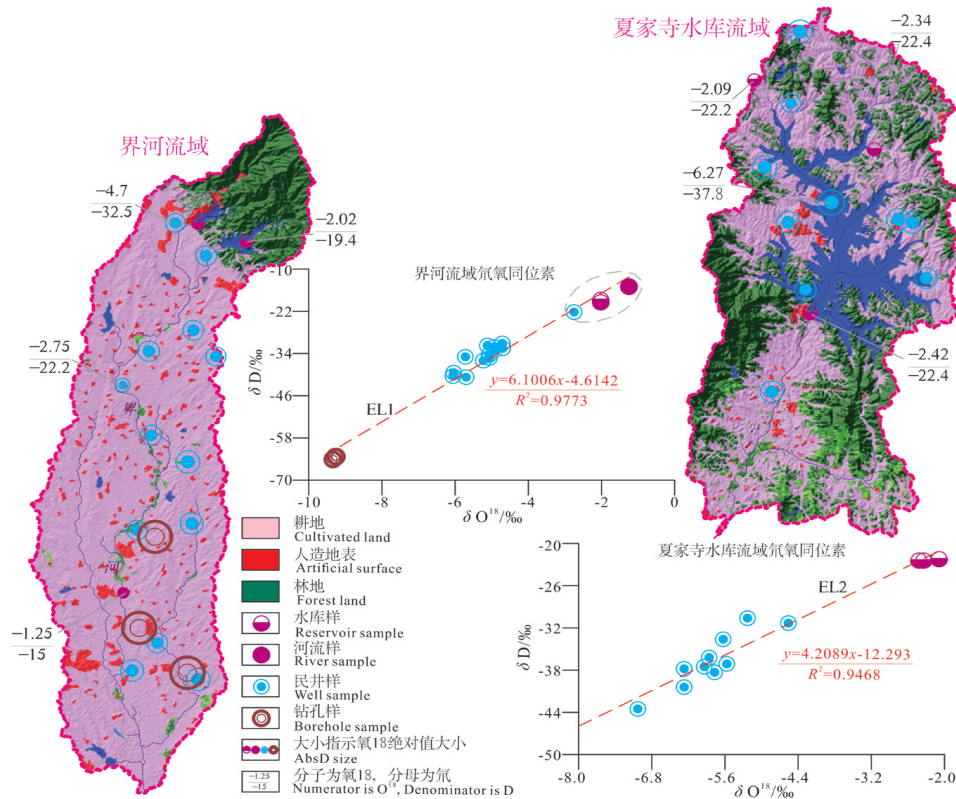 夏家寺水库流域
−2.34
−22.4
−2.09
−22.2
−6.27
−37.8
−2.42
−22.4
界河流域
−4.7
−32.5
−2.02
−19.4
−2.75
−22.2
−1.25
−15
界
河
界河流域氘氧同位素
-10
-22
-34
-46
-58
-70
δ D/‰
y=6.1006x-4.6142
R²=0.9773
EL1
-10 -8 -6 -4 -2 0
δ O¹⁸/‰
耕地
Cultivated land
人造地表
Artificial surface
林地
Forest land
水库样
Reservoir sample
河流样
River sample
民井样
Well sample
钻孔样
Borehole sample
大小指示氧18绝对值大小
AbsD size
−1.25
−15
分子为氧18，分母为氘
Numerator is O¹⁸, Denominator is D
夏家寺水库流域氘氧同位素
-20
-26
-32
-38
-44
-50
δ D/‰
EL2
y=4.2089x-12.293
R²=0.9468
-8.0 -6.8 -5.6 -4.4 -3.2 -2.0
δ O¹⁸/‰